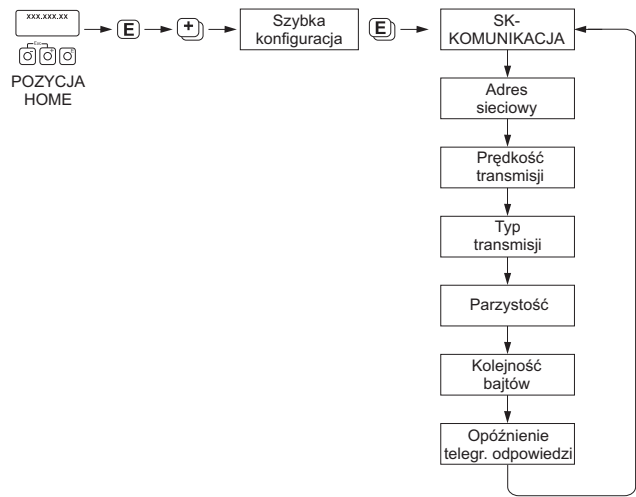 xxx.xxx.xx
Esc
- + E
POZYCJA
HOME
E
+
Szybka
konfiguracja
E
SK-
KOMUNIKACJA
Adres
sieciowy
Prędkość
transmisji
Typ
transmisji
Parzystość
Kolejność
bajtów
Opóźnienie
telegr. odpowiedzi